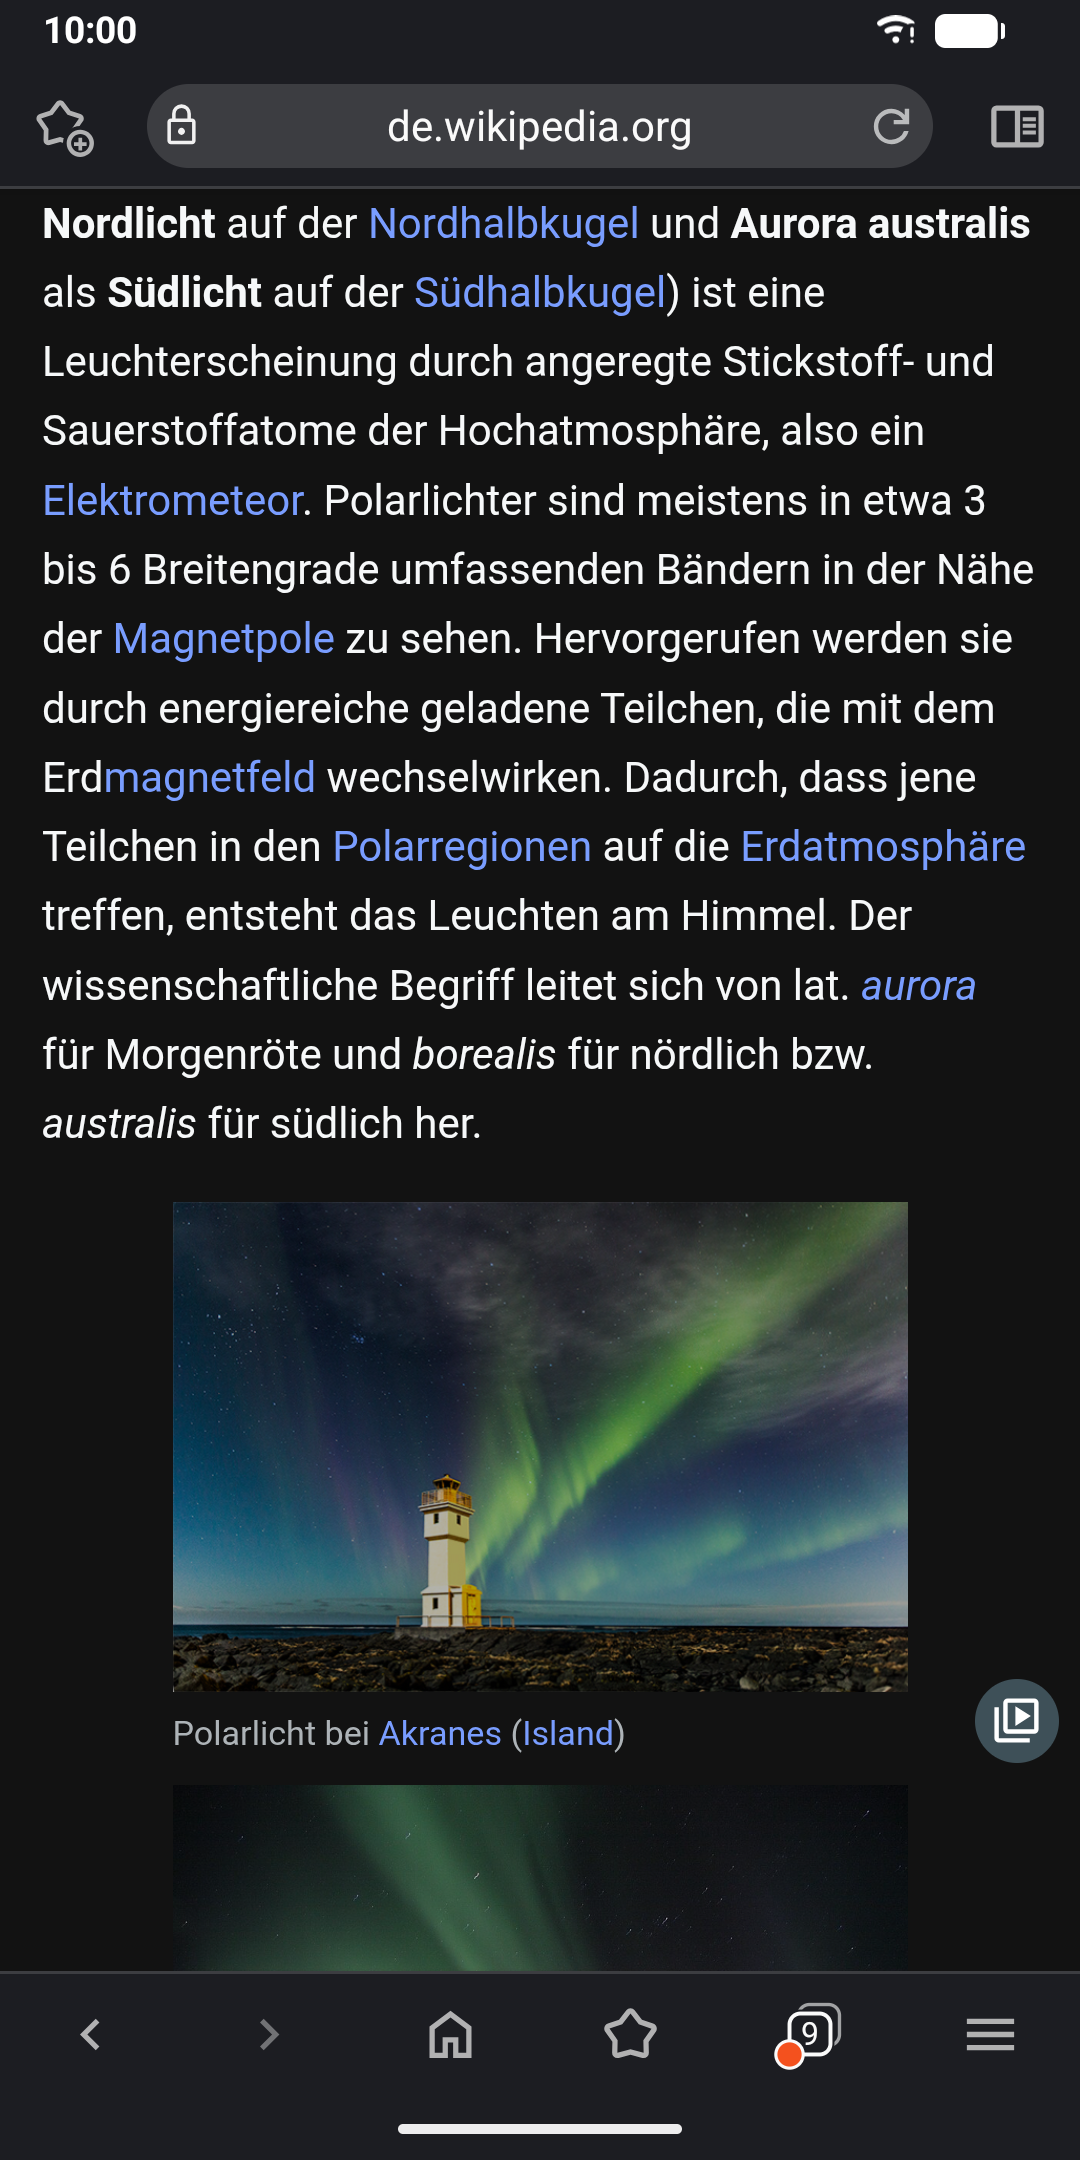 10:00
de.wikipedia.org
Nordlicht auf der Nordhalbkugel und Aurora australis
als Südlicht auf der Südhalbkugel) ist eine
Leuchterscheinung durch angeregte Stickstoff- und
Sauerstoffatome der Hochatmosphäre, also ein
Elektrometeor. Polarlichter sind meistens in etwa 3
bis 6 Breitengrade umfassenden Bändern in der Nähe
der Magnetpole zu sehen. Hervorgerufen werden sie
durch energiereiche geladene Teilchen, die mit dem
Erdmagnetfeld wechselwirken. Dadurch, dass jene
Teilchen in den Polarregionen auf die Erdatmosphäre
treffen, entsteht das Leuchten am Himmel. Der
wissenschaftliche Begriff leitet sich von lat. aurora
für Morgenröte und borealis für nördlich bzw.
australis für südlich her.
Polarlicht bei Akranes (Island)
9